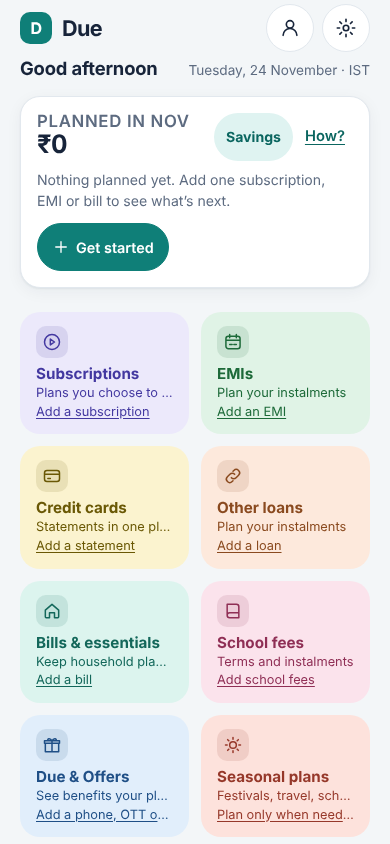 D Due
Good afternoon Tuesday, 24 November · IST
PLANNED IN NOV
₹0
Savings How?
Nothing planned yet. Add one subscription,
EMI or bill to see what's next.
+ Get started
Subscriptions
Plans you choose to ...
Add a subscription
EMIs
Plan your instalments
Add an EMI
Credit cards
Statements in one pl...
Add a statement
Other loans
Plan your instalments
Add a loan
Bills & essentials
Keep household pla...
Add a bill
School fees
Terms and instalments
Add school fees
Due & Offers
See benefits your pl...
Add a phone, OTT o...
Seasonal plans
Festivals, travel, sch...
Plan only when need...